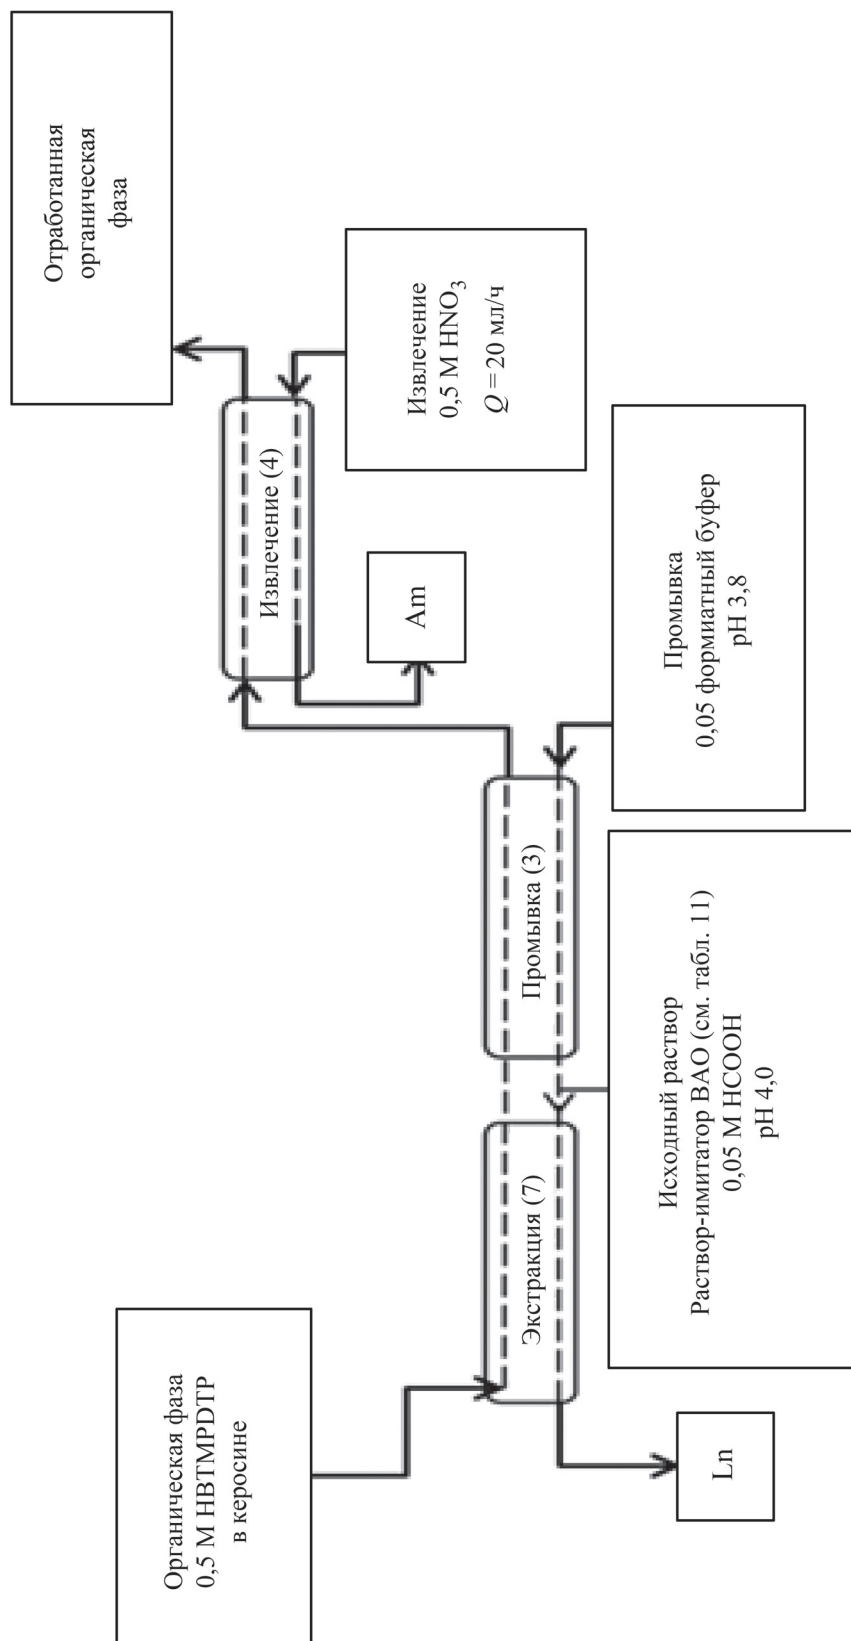 Органическая фаза
0,5 М HBTMPDTP
в керосине
Отработанная
органическая
фаза
Извлечение (4)
Извлечение
0,5 М HNO3
Q = 20 мл/ч
Am
Экстракция (7)
Промывка (3)
Ln
Исходный раствор
Раствор-имитатор ВАО (см. табл. 11)
0,05 М HCOOH
pH 4,0
Промывка
0,05 формиатный буфер
pH 3,8